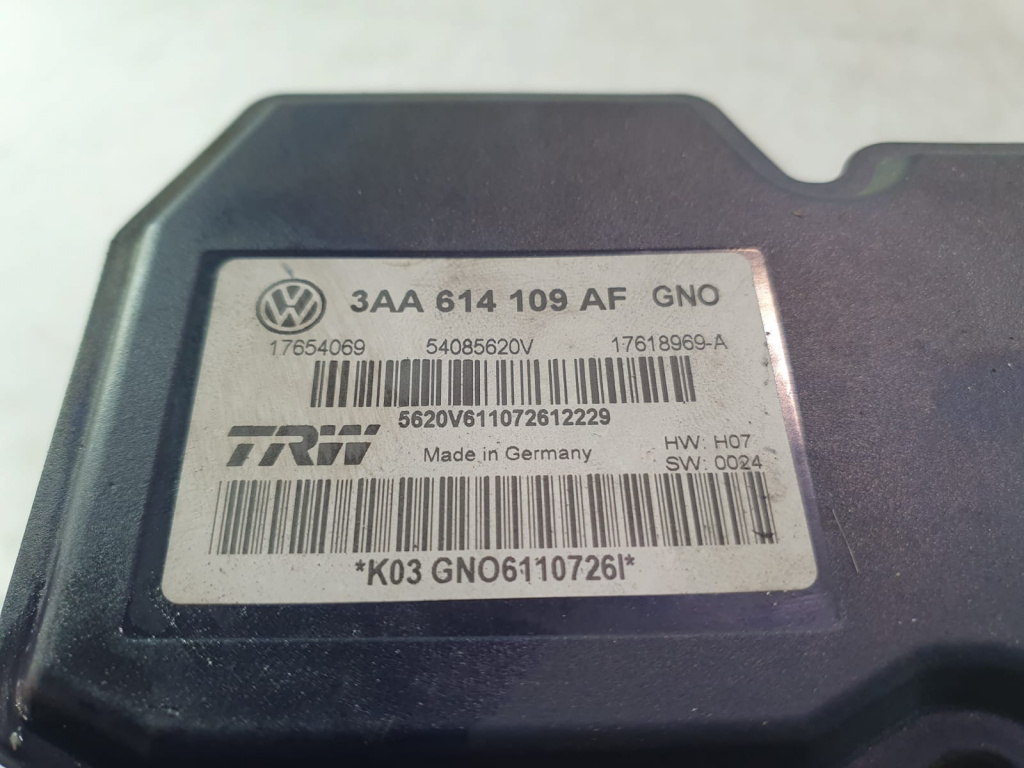 3AA 614 109 AF GNO
17654069 54085620V 17618969-A
5620V611072612229
TRW Made in Germany HW: H07
SW: 0024
*K03 GNO6110726I*